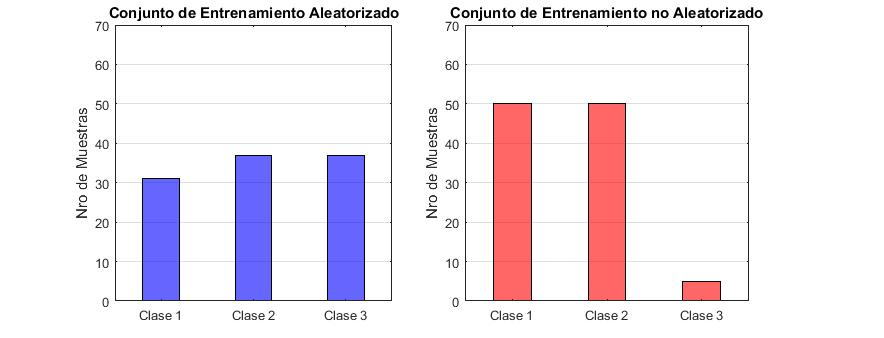 Conjunto de Entrenamiento Aleatorizado
70
60
50
40
30
20
10
0
Nro de Muestras
Clase 1 Clase 2 Clase 3
Conjunto de Entrenamiento no Aleatorizado
70
60
50
40
30
20
10
0
Nro de Muestras
Clase 1 Clase 2 Clase 3